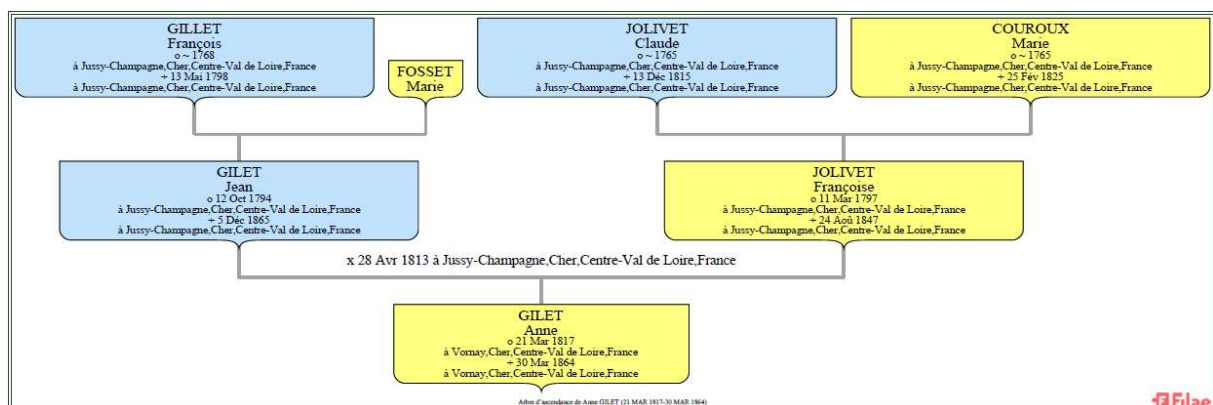 GILLET
François
o ~ 1768
à Jussy-Champagne,Cher,Centre-Val de Loire,France
+ 13 Mai 1798
à Jussy-Champagne,Cher,Centre-Val de Loire,France
FOSSET
Marie
JOLIVET
Claude
o ~ 1765
à Jussy-Champagne,Cher,Centre-Val de Loire,France
+ 13 Déc 1815
à Jussy-Champagne,Cher,Centre-Val de Loire,France
COUROUX
Marie
o ~ 1765
à Jussy-Champagne,Cher,Centre-Val de Loire,France
+ 25 Fév 1825
à Jussy-Champagne,Cher,Centre-Val de Loire,France
GILET
Jean
o 12 Oct 1794
à Jussy-Champagne,Cher,Centre-Val de Loire,France
+ 5 Déc 1865
à Jussy-Champagne,Cher,Centre-Val de Loire,France
JOLIVET
Françoise
o 11 Mar 1797
à Jussy-Champagne,Cher,Centre-Val de Loire,France
+ 24 Aoû 1847
à Jussy-Champagne,Cher,Centre-Val de Loire,France
x 28 Avr 1813 à Jussy-Champagne,Cher,Centre-Val de Loire,France
GILET
Anne
o 21 Mar 1817
à Vornay,Cher,Centre-Val de Loire,France
+ 30 Mar 1864
à Vornay,Cher,Centre-Val de Loire,France
Arbre d'ascendance de Anne GILET (21 MAR 1817-30 MAR 1864)
Filae